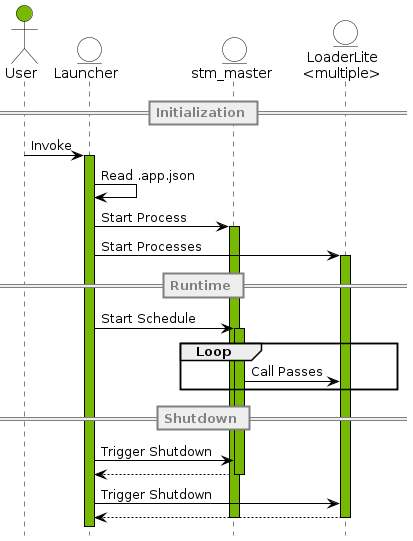 User
Launcher
stm_master
LoaderLite
<multiple>
Initialization
Invoke
Read .app.json
Start Process
Start Processes
Runtime
Start Schedule
Loop
Call Passes
Shutdown
Trigger Shutdown
Trigger Shutdown